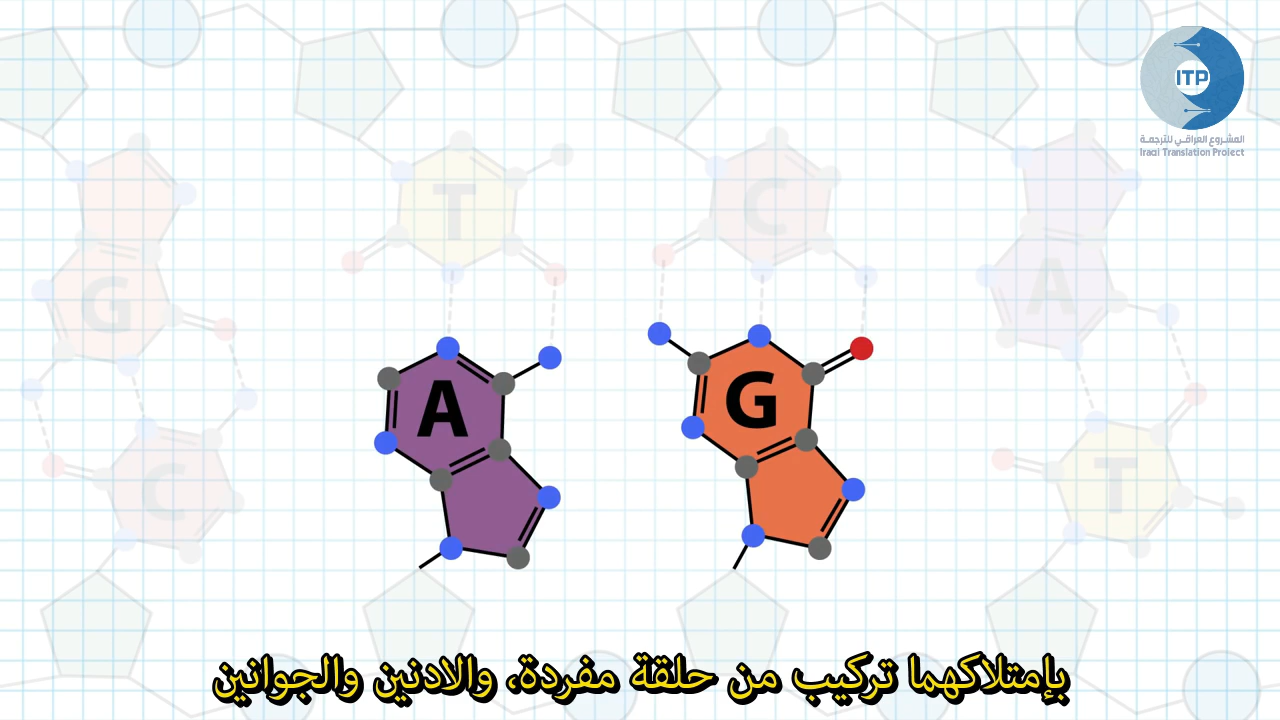 ITP
المشروع العراقي للترجمة
Iraqi Translation Project
T
C
G
A
A
G
C
T
بإمتلاكهما تركيب من حلقة مفردة، والادنين والجوانين